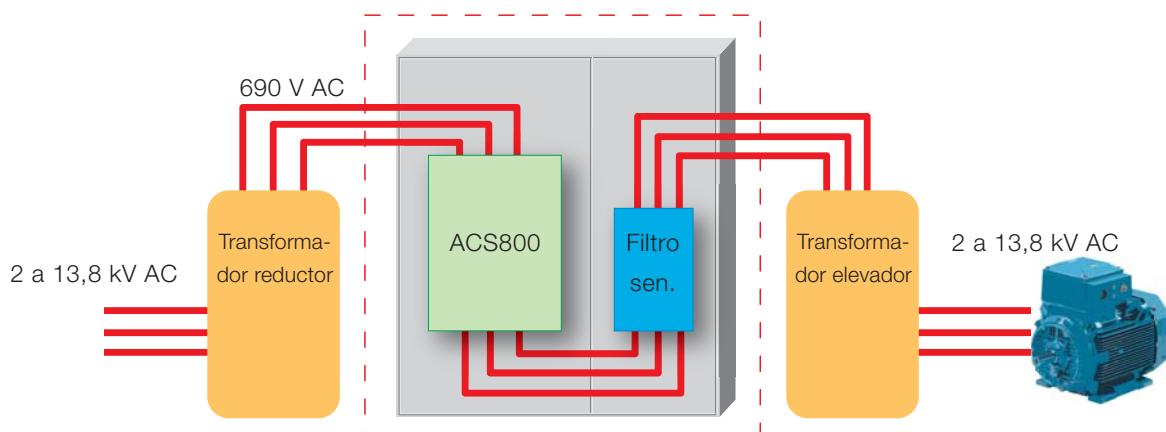 690 V AC
2 a 13,8 kV AC
Transforma-
dor reductor
ACS800
Filtro
sen.
Transforma-
dor elevador
2 a 13,8 kV AC